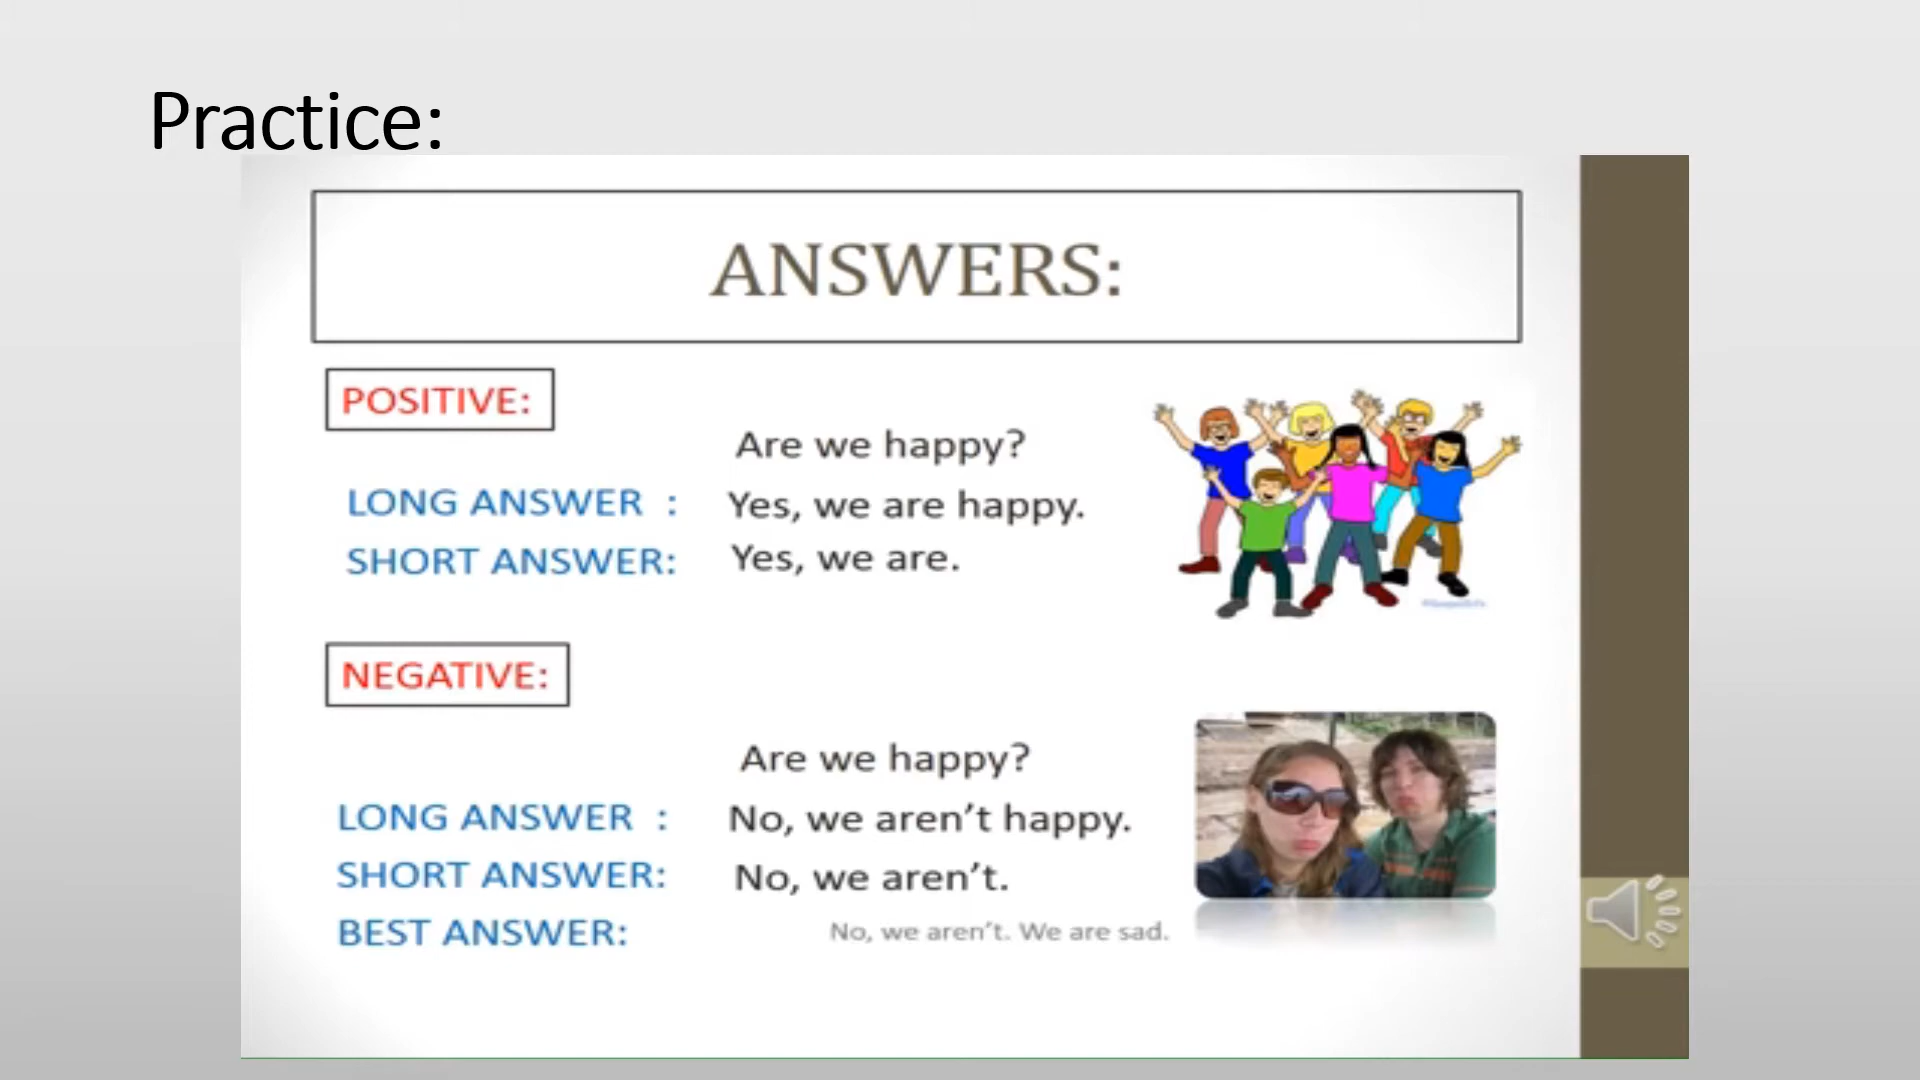 Practice:
ANSWERS:
POSITIVE:
Are we happy?
LONG ANSWER : Yes, we are happy.
SHORT ANSWER: Yes, we are.
NEGATIVE:
Are we happy?
LONG ANSWER : No, we aren't happy.
SHORT ANSWER: No, we aren't.
BEST ANSWER: No, we aren't. We are sad.